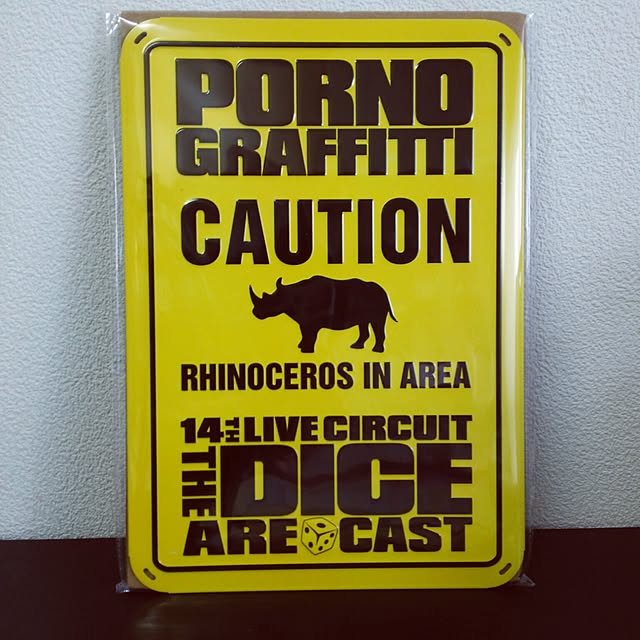 PORNO
GRAFFITTI
CAUTION
RHINOCEROS IN AREA
14TH LIVE CIRCUIT
THE DICE
ARE CAST